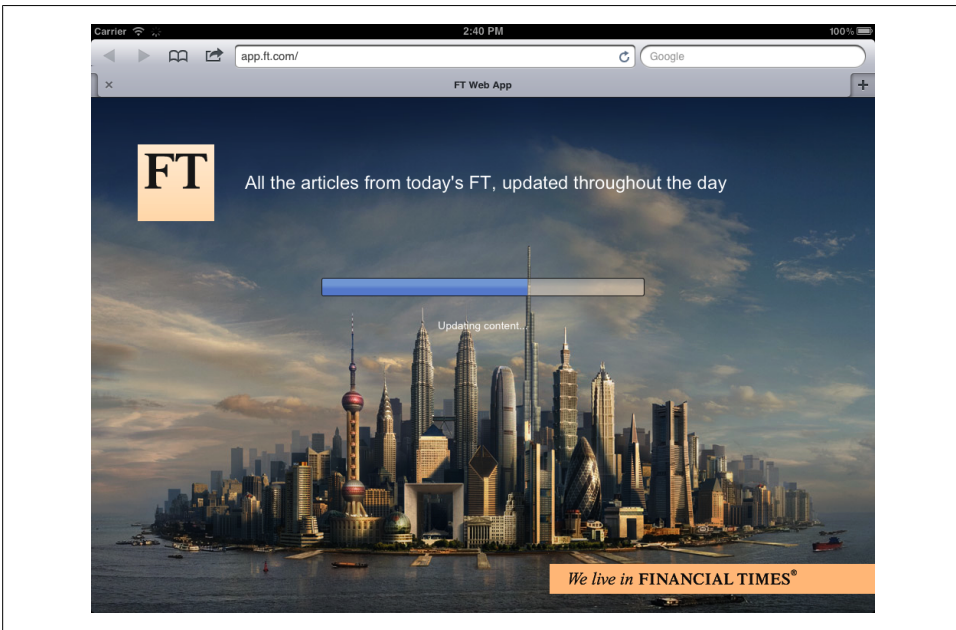 Carrier 2:40 PM 100%
app.ft.com/ Google
FT Web App
FT
All the articles from today's FT, updated throughout the day
Updating content...
We live in FINANCIAL TIMES®